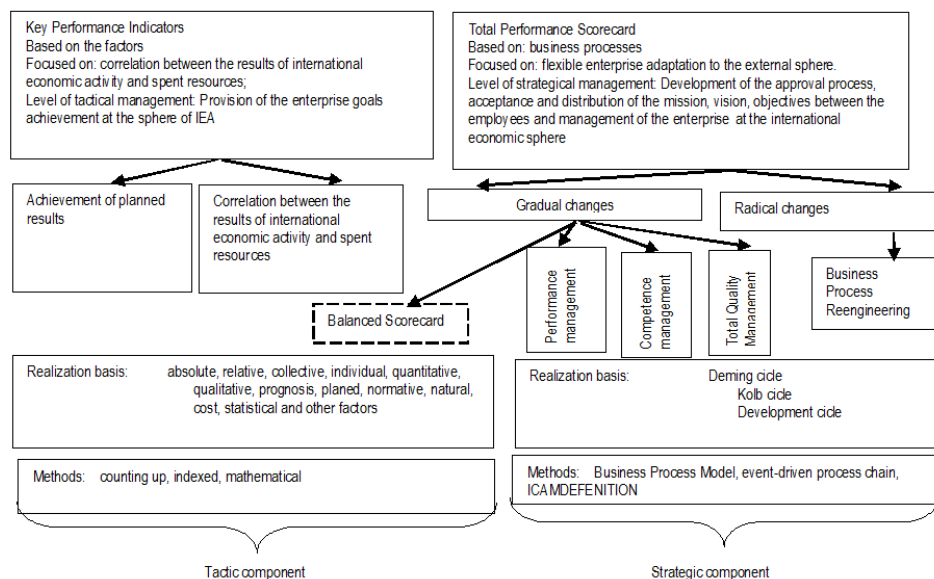 Key Performance Indicators
Based on the factors
Focused on: correlation between the results of international
economic activity and spent resources;
Level of tactical management: Provision of the enterprise goals
achievement at the sphere of IEA
Total Performance Scorecard
Based on: business processes
Focused on: flexible enterprise adaptation to the external sphere.
Level of strategical management: Development of the approval process,
acceptance and distribution of the mission, vision, objectives between the
employees and management of the enterprise at the international
economic sphere
Achievement of planned
results
Correlation between the
results of international
economic activity and spent
resources
Gradual changes
Radical changes
Balanced Scorecard
Performance
management
Competence
management
Total Quality
Management
Business
Process
Reengineering
Realization basis: absolute, relative, collective, individual, quantitative,
qualitative, prognosis, planed, normative, natural,
cost, statistical and other factors
Realization basis: Deming cicle
Kolb cicle
Development cicle
Methods: counting up, indexed, mathematical
Methods: Business Process Model, event-driven process chain,
ICAMDEFENITION
Tactic component
Strategic component